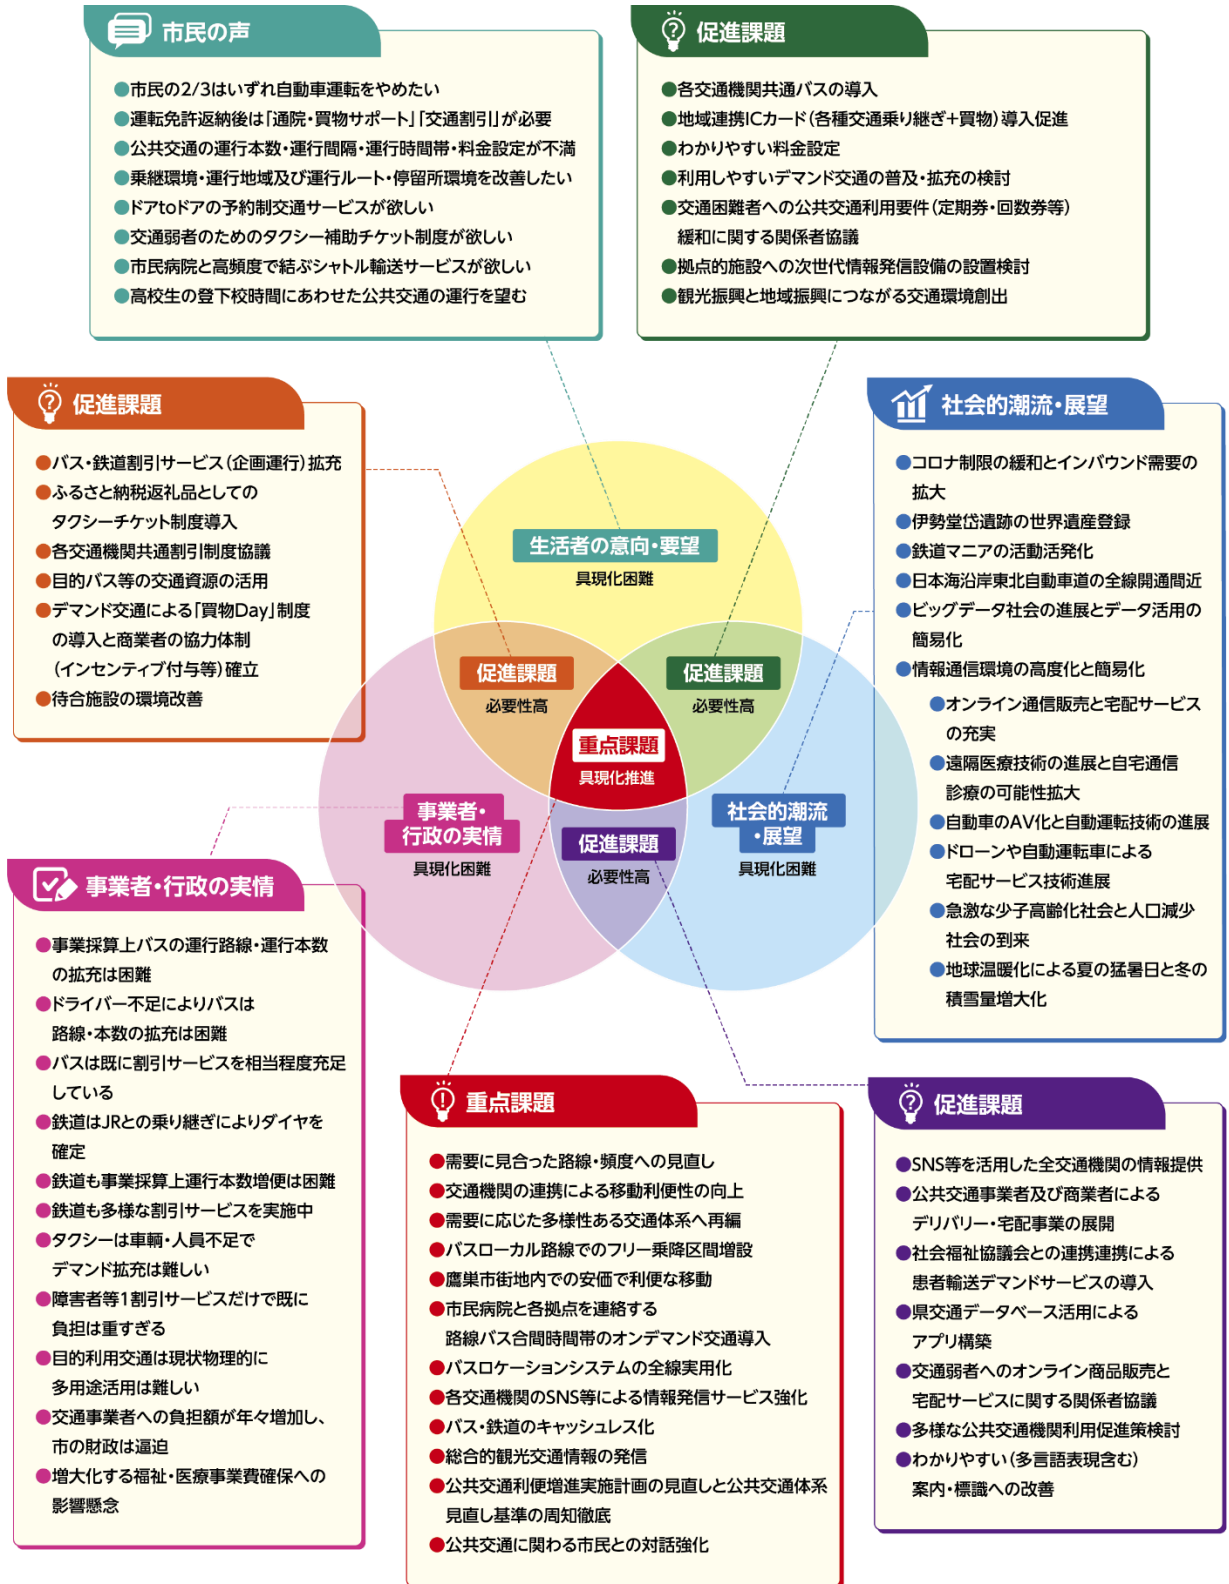 市民の声
●市民の2/3はいずれ自動車運転をやめたい
●運転免許返納後は「通院・買物サポート」「交通割引」が必要
●公共交通の運行本数・運行間隔・運行時間帯・料金設定が不満
●乗継環境・運行地域及び運行ルート・停留所環境を改善したい
●ドアtoドアの予約制交通サービスが欲しい
●交通弱者のためのタクシー補助チケット制度が欲しい
●市民病院と高頻度で結ぶシャトル輸送サービスが欲しい
●高校生の登下校時間にあわせた公共交通の運行を望む
促進課題
●各交通機関共通バスの導入
●地域連携ICカード(各種交通乗り継ぎ+買物)導入促進
●わかりやすい料金設定
●利用しやすいデマンド交通の普及・拡充の検討
●交通困難者への公共交通利用要件(定期券・回数券等)
緩和に関する関係者協議
●拠点的施設への次世代情報発信設備の設置検討
●観光振興と地域振興につながる交通環境創出
促進課題
●バス・鉄道割引サービス(企画運行)拡充
●ふるさと納税返礼品としての
タクシーチケット制度導入
●各交通機関共通割引制度協議
●目的バス等の交通資源の活用
●デマンド交通による「買物Day」制度
の導入と商業者の協力体制
(インセンティブ付与等)確立
●待合施設の環境改善
社会的潮流・展望
●コロナ制限の緩和とインバウンド需要の
拡大
●伊勢堂岱遺跡の世界遺産登録
●鉄道マニアの活動活発化
●日本海沿岸東北自動車道の全線開通間近
●ビッグデータ社会の進展とデータ活用の
簡易化
●情報通信環境の高度化と簡易化
●オンライン通信販売と宅配サービス
の充実
●遠隔医療技術の進展と自宅通信
診療の可能性拡大
●自動車のAV化と自動運転技術の進展
●ドローンや自動運転車による
宅配サービス技術進展
●急激な少子高齢化社会と人口減少
社会の到来
●地球温暖化による夏の猛暑日と冬の
積雪量増大化
生活者の意向・要望
具現化困難
促進課題
必要性高
促進課題
必要性高
重点課題
具現化推進
事業者・
行政の実情
具現化困難
社会的潮流
・展望
具現化困難
促進課題
必要性高
事業者・行政の実情
●事業採算上バスの運行路線・運行本数
の拡充は困難
●ドライバー不足によりバスは
路線・本数の拡充は困難
●バスは既に割引サービスを相当程度充足
している
●鉄道はJRとの乗り継ぎによりダイヤを
確定
●鉄道も事業採算上運行本数増便は困難
●鉄道も多様な割引サービスを実施中
●タクシーは車輌・人員不足で
デマンド拡充は難しい
●障害者等1割引サービスだけで既に
負担は重すぎる
●目的利用交通は現状物理的に
多用途活用は難しい
●交通事業者への負担額が年々増加し、
市の財政は逼迫
●増大化する福祉・医療事業費確保への
影響懸念
重点課題
●需要に見合った路線・頻度への見直し
●交通機関の連携による移動利便性の向上
●需要に応じた多様性ある交通体系へ再編
●バスローカル路線でのフリー乗降区間増設
●鷹巣市街地内での安価で利便な移動
●市民病院と各拠点を連絡する
路線バス合間時間帯のオンデマンド交通導入
●バスロケーションシステムの全線実用化
●各交通機関のSNS等による情報発信サービス強化
●バス・鉄道のキャッシュレス化
●総合的観光交通情報の発信
●公共交通利便増進実施計画の見直しと公共交通体系
見直し基準の周知徹底
●公共交通に関わる市民との対話強化
促進課題
●SNS等を活用した全交通機関の情報提供
●公共交通事業者及び商業者による
デリバリー・宅配事業の展開
●社会福祉協議会との連携連携による
患者輸送デマンドサービスの導入
●県交通データベース活用による
アプリ構築
●交通弱者へのオンライン商品販売と
宅配サービスに関する関係者協議
●多様な公共交通機関利用促進策検討
●わかりやすい(多言語表現含む)
案内・標識への改善